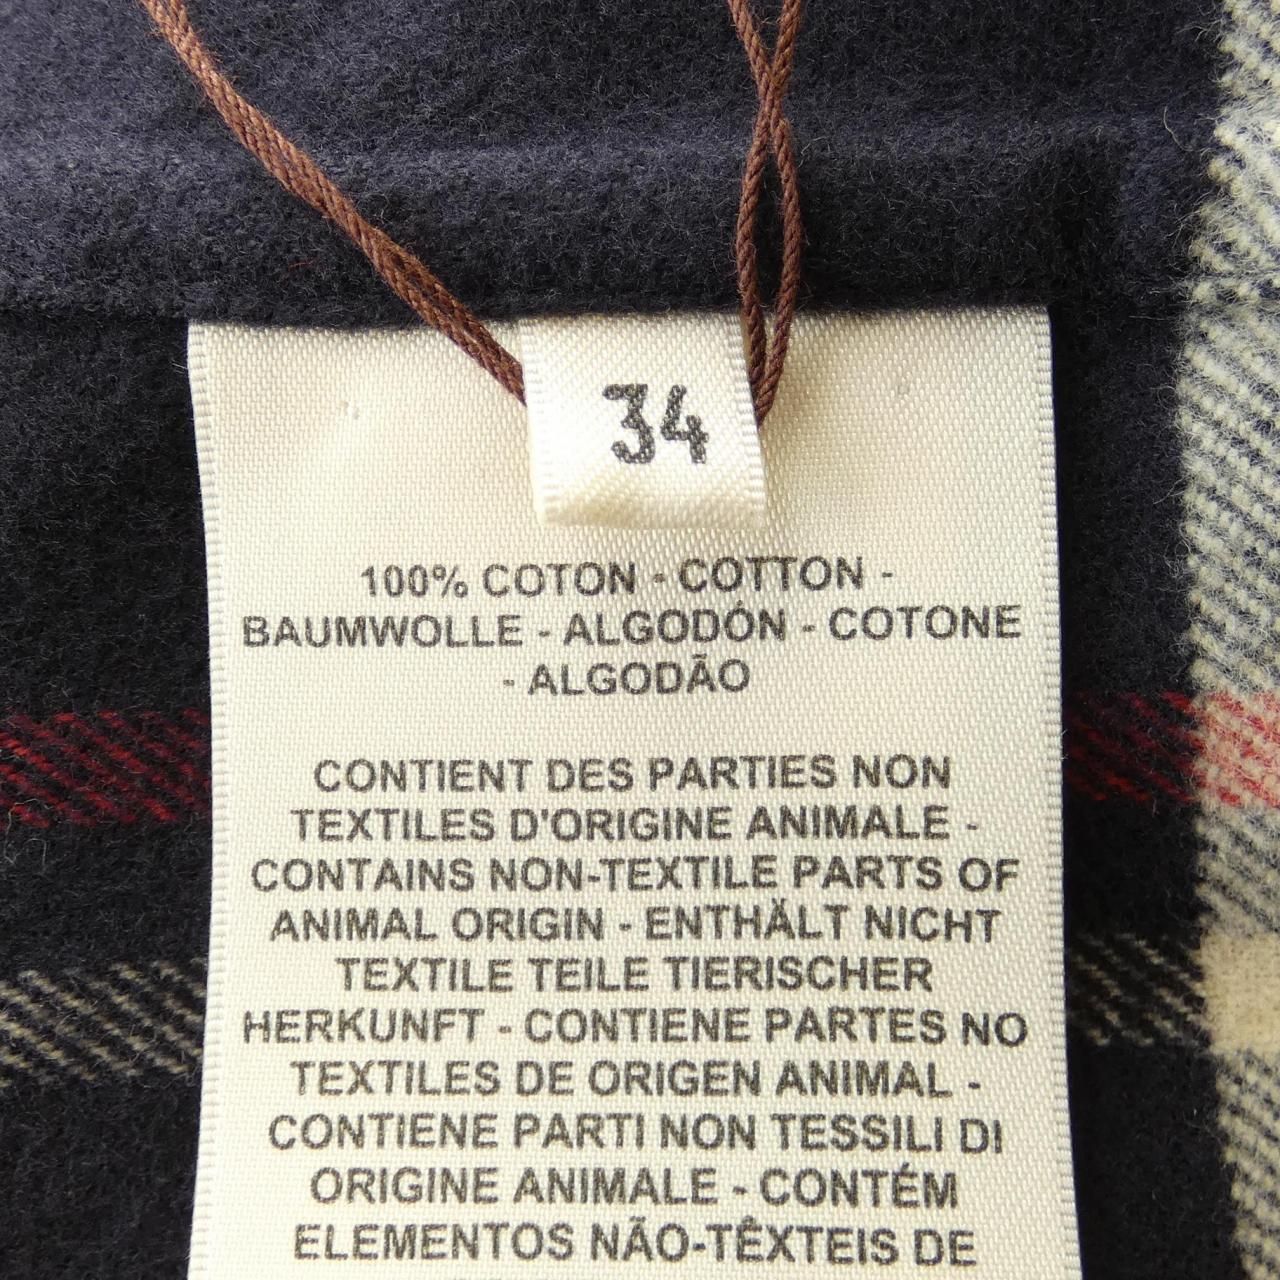 34
100% COTON - COTTON -
BAUMWOLLE - ALGODÓN - COTONE
- ALGODÃO
CONTIENT DES PARTIES NON
TEXTILES D'ORIGINE ANIMALE -
CONTAINS NON-TEXTILE PARTS OF
ANIMAL ORIGIN - ENTHÄLT NICHT
TEXTILE TEILE TIERISCHER
HERKUNFT - CONTIENE PARTES NO
TEXTILES DE ORIGEN ANIMAL -
CONTIENE PARTI NON TESSILI DI
ORIGINE ANIMALE - CONTÉM
ELEMENTOS NÃO-TÊXTEIS DE